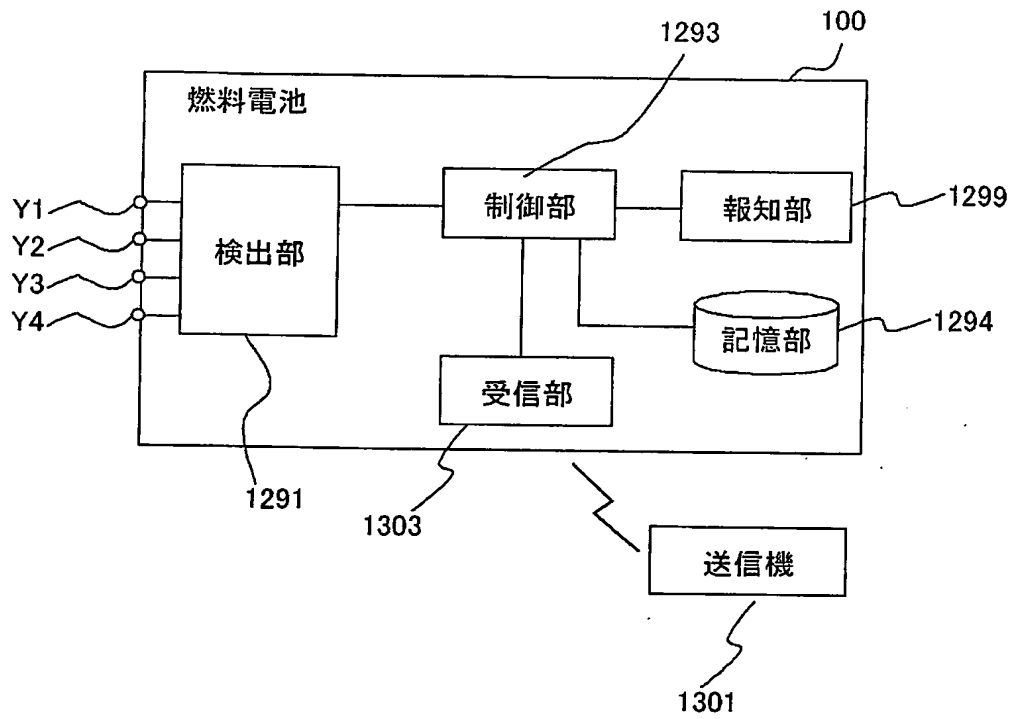 100
1293
燃料電池
Y1
Y2
Y3
Y4
検出部
制御部
報知部
1299
記憶部
1294
受信部
1291
1303
送信機
1301